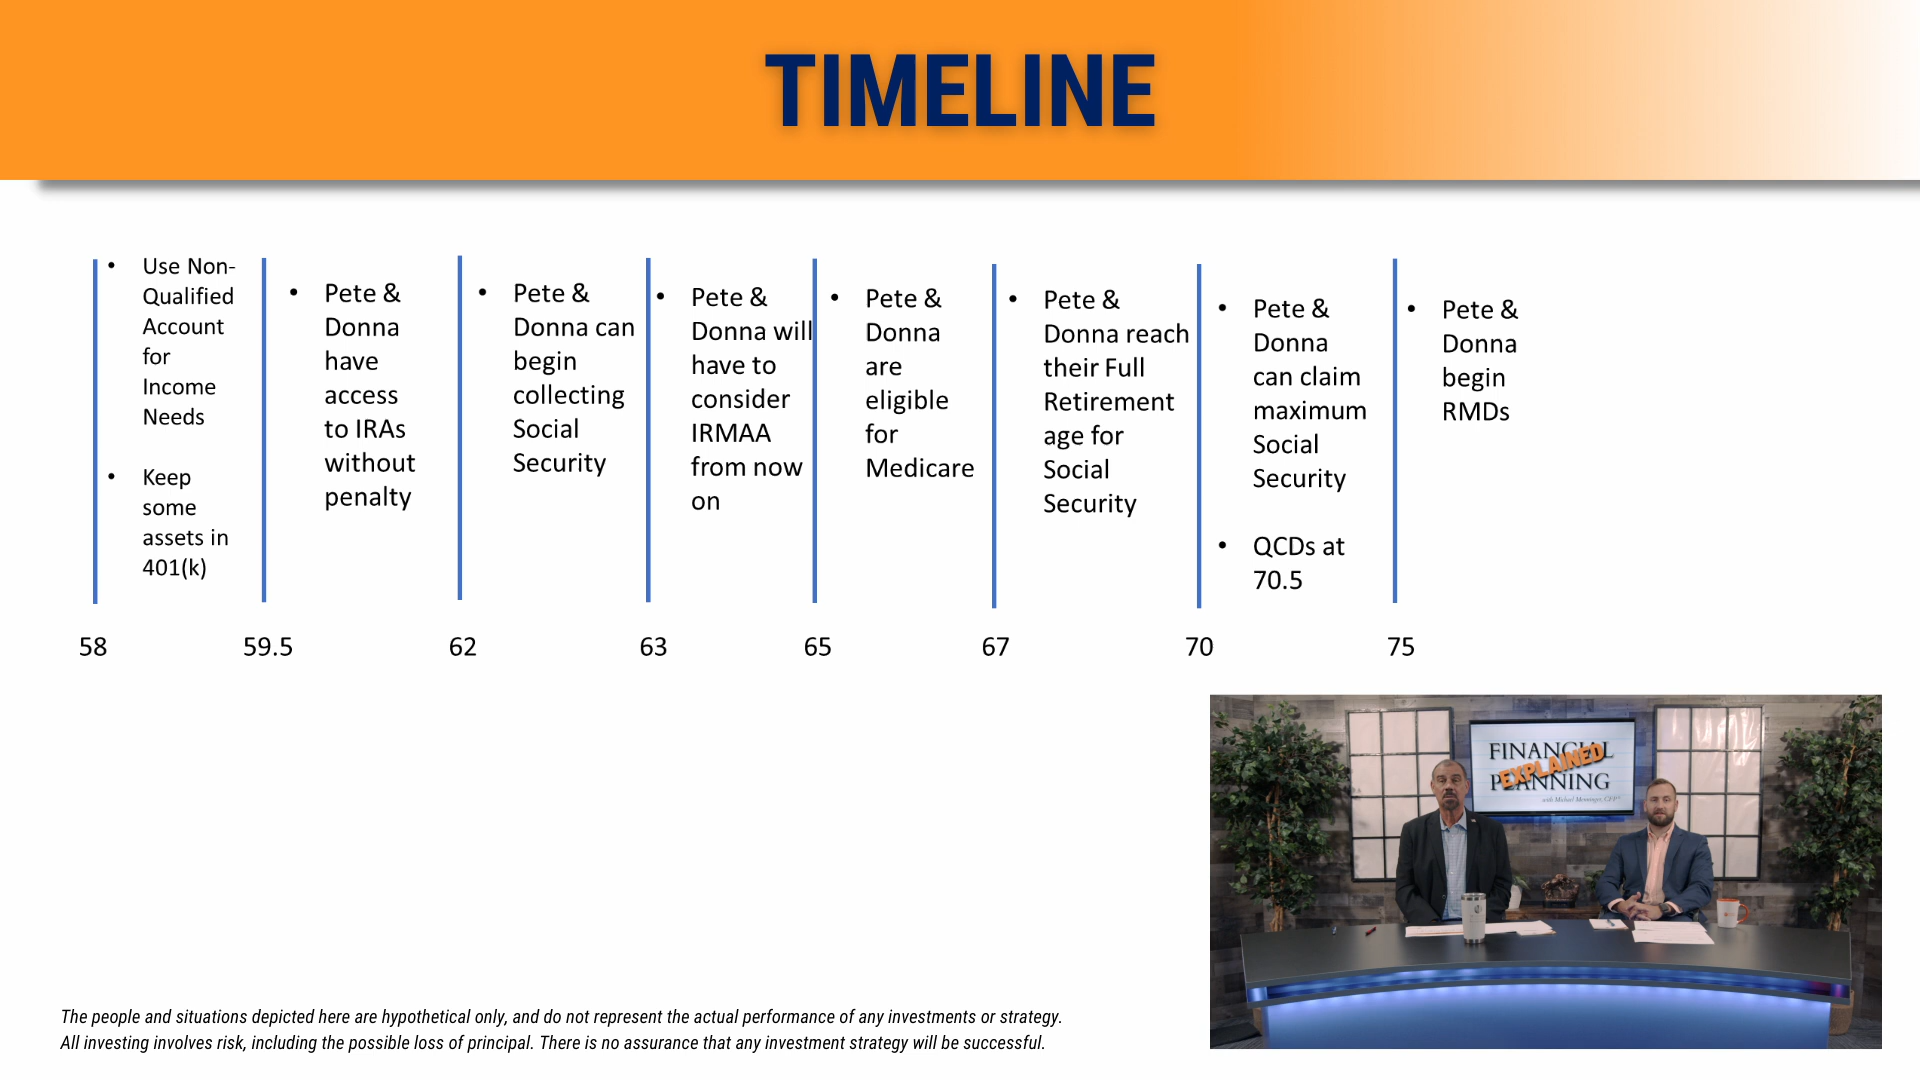 TIMELINE
• Use Non-
Qualified
Account
for
Income
Needs
• Keep
some
assets in
401(k)
• Pete &
Donna
have
access
to IRAs
without
penalty
• Pete &
Donna can
begin
collecting
Social
Security
• Pete &
Donna will
have to
consider
IRMAA
from now
on
• Pete &
Donna
are
eligible
for
Medicare
• Pete &
Donna reach
their Full
Retirement
age for
Social
Security
• Pete &
Donna
can claim
maximum
Social
Security
• QCDs at
70.5
• Pete &
Donna
begin
RMDs
58 59.5 62 63 65 67 70 75
FINANCIAL
EXPLAINED
PLANNING
with Michael Menninger, CFP
The people and situations depicted here are hypothetical only, and do not represent the actual performance of any investments or strategy.
All investing involves risk, including the possible loss of principal. There is no assurance that any investment strategy will be successful.